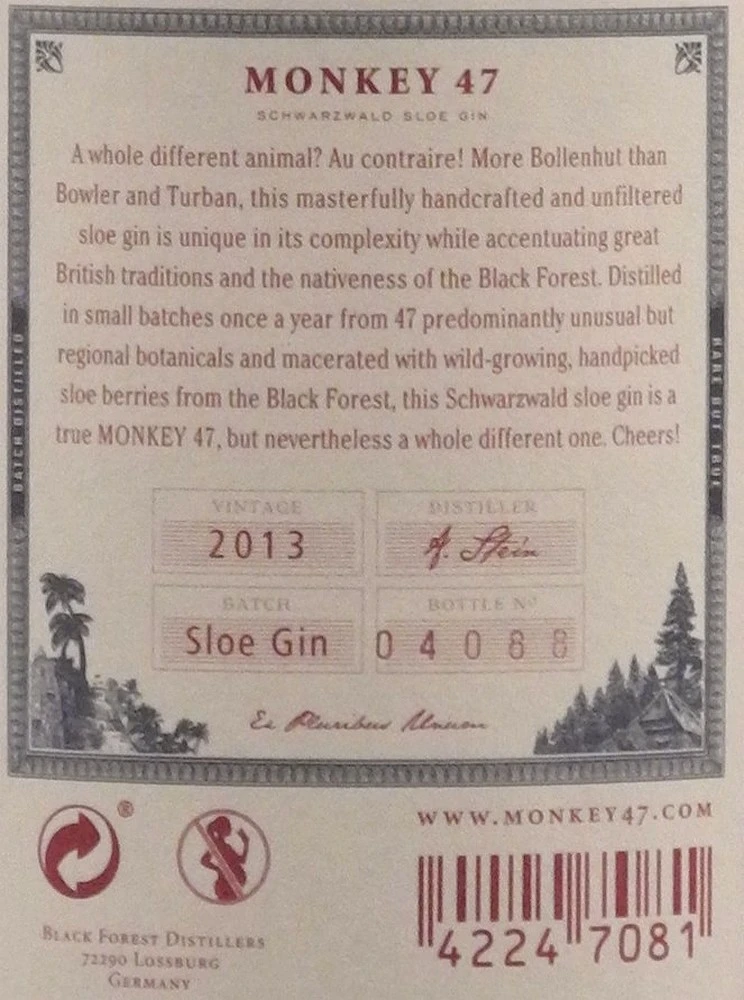 MONKEY 47
SCHWARZWALD SLOE GIN
A whole different animal? Au contraire! More Bollenhut than
Bowler and Turban, this masterfully handcrafted and unfiltered
sloe gin is unique in its complexity while accentuating great
British traditions and the nativeness of the Black Forest. Distilled
in small batches once a year from 47 predominantly unusual but
regional botanicals and macerated with wild-growing, handpicked
sloe berries from the Black Forest, this Schwarzwald sloe gin is a
true MONKEY 47, but nevertheless a whole different one. Cheers!
BATCH DISTILLED
RARE BUT TRUE
VINTAGE
2013
DISTILLER
A. Stein
BATCH
Sloe Gin
BOTTLE Nº
04088
Ex Pluribus Unum
®
WWW.MONKEY47.COM
4224 7081
BLACK FOREST DISTILLERS
72290 LOSSBURG
GERMANY